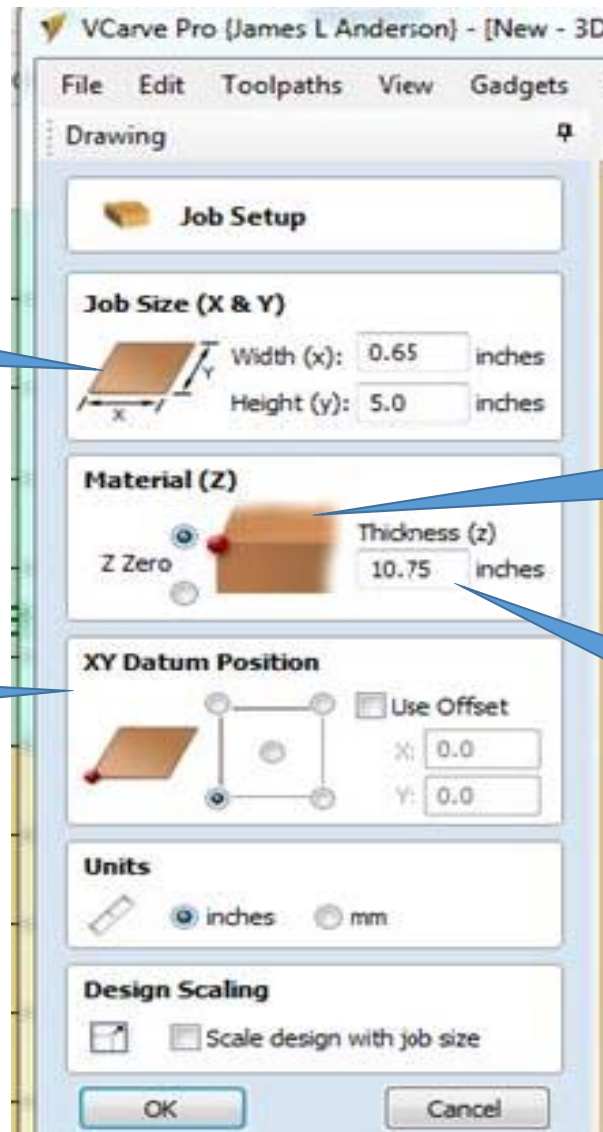 VCarve Pro {James L Anderson} - [New - 3D
File Edit Toolpaths View Gadgets
Drawing
Job Setup
Job Size (X & Y)
Width (x): 0.65 inches
Y
Height (y): 5.0 inches
X
Material (Z)
Thickness (z)
Z Zero 10.75 inches
XY Datum Position
Use Offset
X: 0.0
Y: 0.0
Units
inches mm
Design Scaling
Scale design with job size
OK Cancel